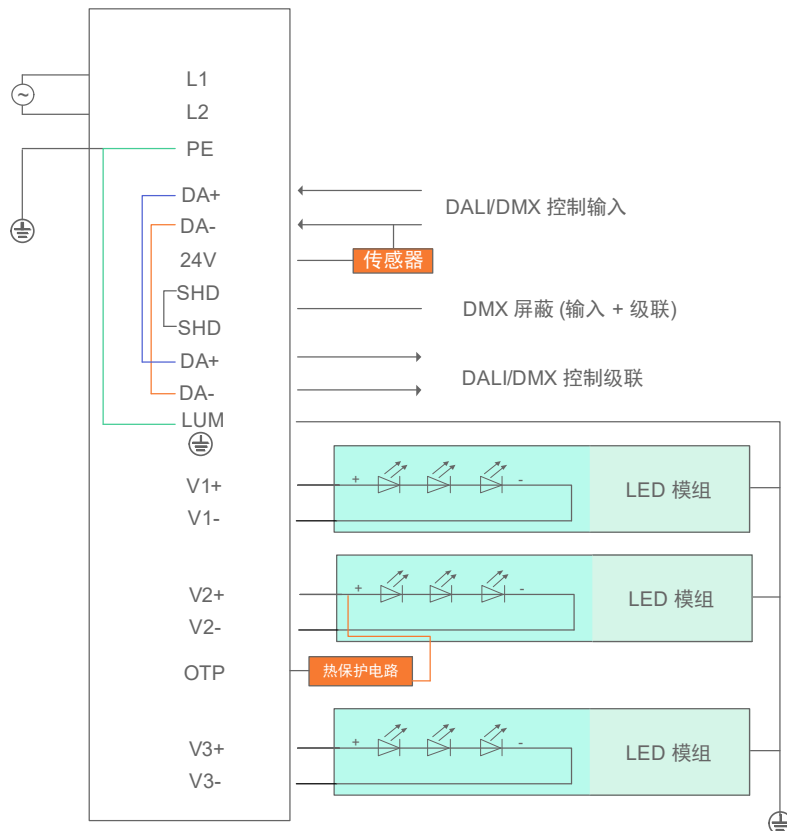 L1
L2
PE
DA+
DALI/DMX 控制输入
DA-
24V
传感器
SHD
DMX 屏蔽 (输入 + 级联)
SHD
DA+
DALI/DMX 控制级联
DA-
LUM
V1+
+
-
LED 模组
V1-
V2+
+
-
LED 模组
V2-
OTP
热保护电路
V3+
+
-
LED 模组
V3-